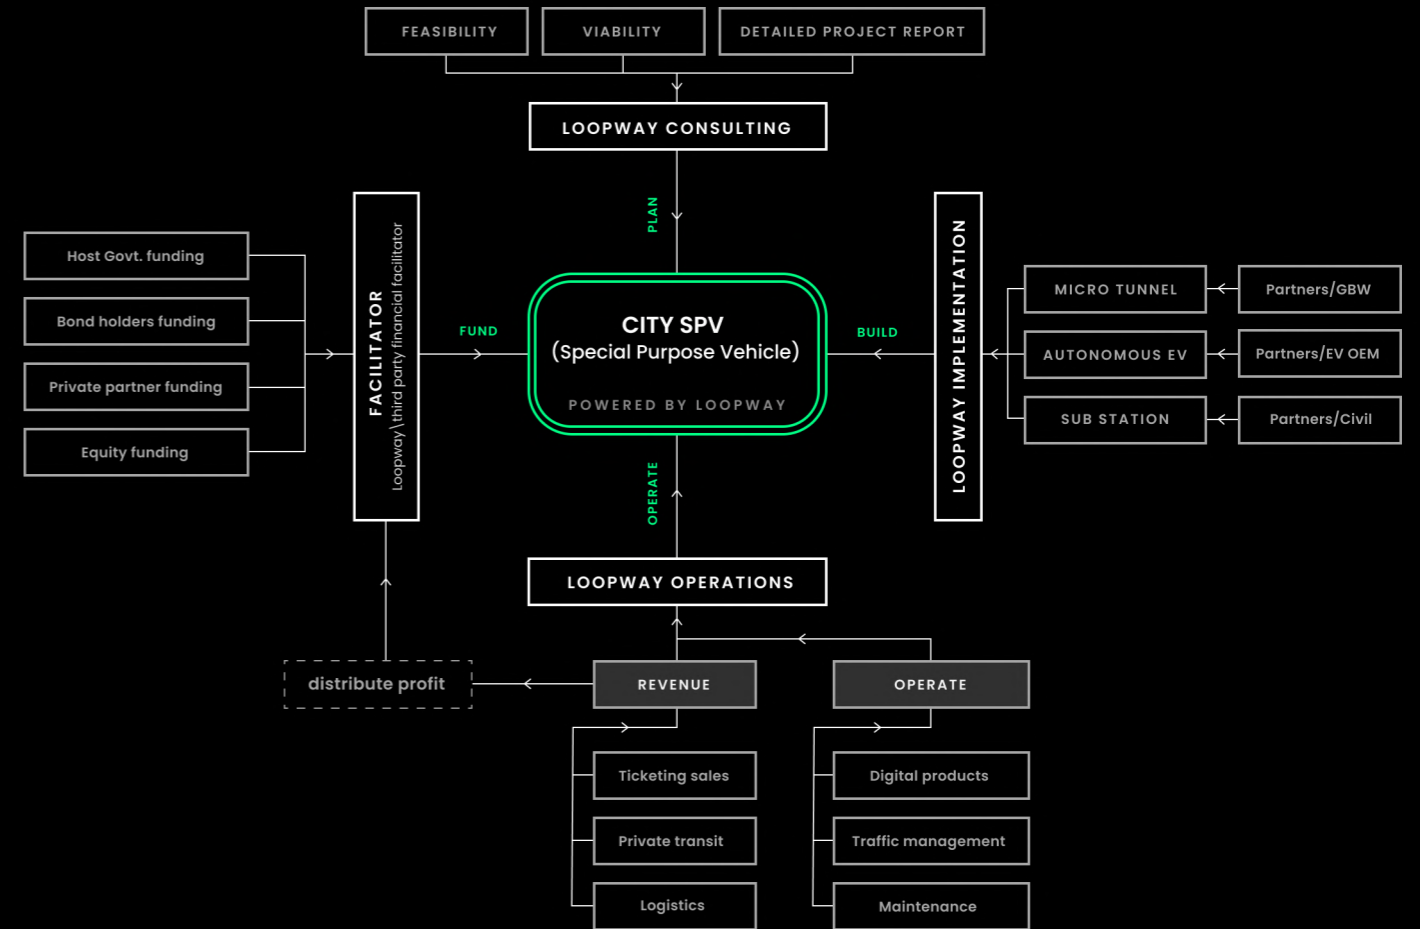 FEASIBILITY
VIABILITY
DETAILED PROJECT REPORT
LOOPWAY CONSULTING
PLAN
Host Govt. funding
Bond holders funding
Private partner funding
Equity funding
FACILITATOR
Loopway\third party financial facilitator
FUND
CITY SPV
(Special Purpose Vehicle)
POWERED BY LOOPWAY
BUILD
LOOPWAY IMPLEMENTATION
MICRO TUNNEL
Partners/GBW
AUTONOMOUS EV
Partners/EV OEM
SUB STATION
Partners/Civil
OPERATE
LOOPWAY OPERATIONS
distribute profit
REVENUE
OPERATE
Ticketing sales
Private transit
Logistics
Digital products
Traffic management
Maintenance